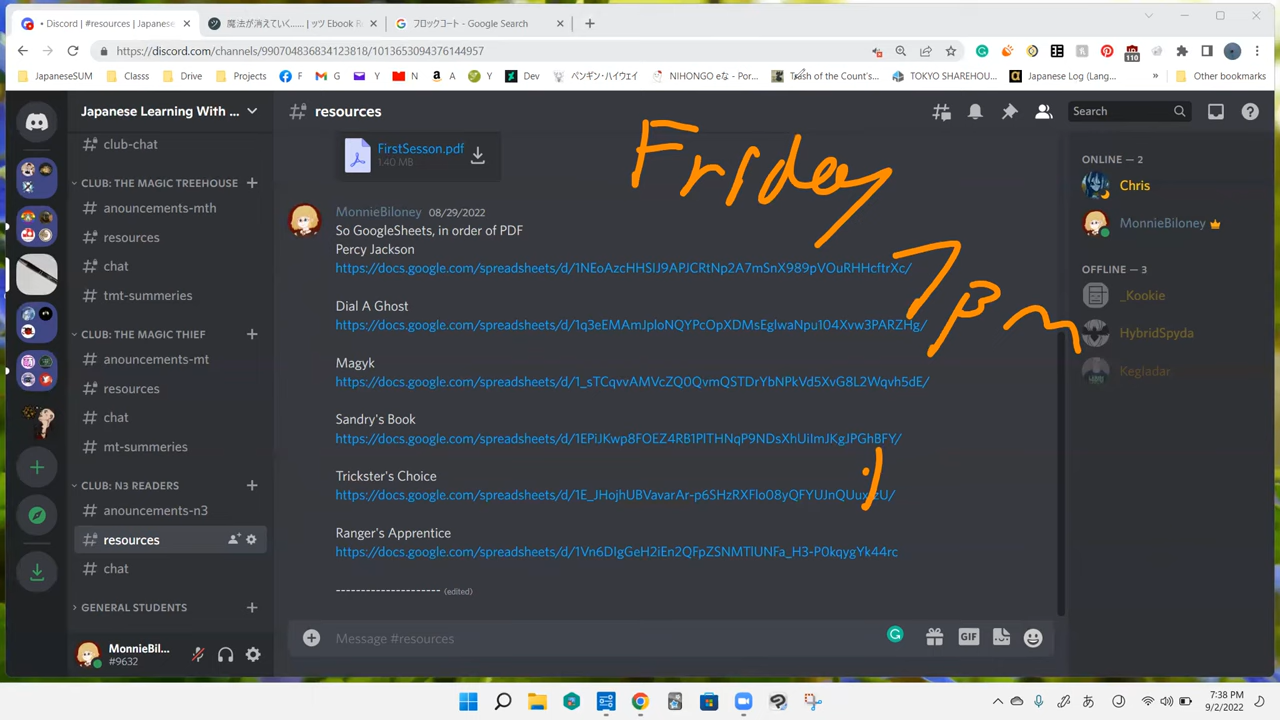 • Discord | #resources | Japanese
魔法が消えていく...... | ッツ Ebook R
フロックコート - Google Search
https://discord.com/channels/990704836834123818/1013653094376144957
110
JapaneseSUM
Classs
Drive
Projects
F
G
Y
N
A
Y
Dev
ペンギン・ハイウェイ
NIHONGO eな - Por...
Trash of the Count's...
TOKYO SHAREHOU...
Japanese Log (Lang...
»
Other bookmarks
Japanese Learning With ...
resources
Search
club-chat
CLUB: THE MAGIC TREEHOUSE
anouncements-mth
resources
chat
tmt-summeries
CLUB: THE MAGIC THIEF
anouncements-mt
resources
chat
mt-summeries
CLUB: N3 READERS
anouncements-n3
resources
chat
GENERAL STUDENTS
MonnieBil...
#9632
FirstSesson.pdf
1.40 MB
MonnieBiloney 08/29/2022
So GoogleSheets, in order of PDF
Percy Jackson
https://docs.google.com/spreadsheets/d/1NEoAzcHHSIJ9APJCRtNp2A7mSnX989pVOuRHHcftrXc/
Dial A Ghost
https://docs.google.com/spreadsheets/d/1q3eEMAmJploNQYPcOpXDMsEglwaNpu104Xvw3PARZHg/
Magyk
https://docs.google.com/spreadsheets/d/1_sTCqvvAMVcZQ0QvmQSTDrYbNPkVd5XvG8L2Wqvh5dE/
Sandry's Book
https://docs.google.com/spreadsheets/d/1EPiJKwp8FOEZ4RB1PlTHNqP9NDsXhUiImJKgJPGhBFY/
Trickster's Choice
Ranger's Apprentice
https://docs.google.com/spreadsheets/d/1Vn6DIgGeH2iEn2QFpZSNMTlUNFa_H3-P0kqygYk44rc
--------------------- (edited)
Message #resources
GIF
Friday
7pm
:)
ONLINE — 2
Chris
MonnieBiloney
OFFLINE — 3
_Kookie
HybridSpyda
Kegladar
あ
7:38 PM
9/2/2022